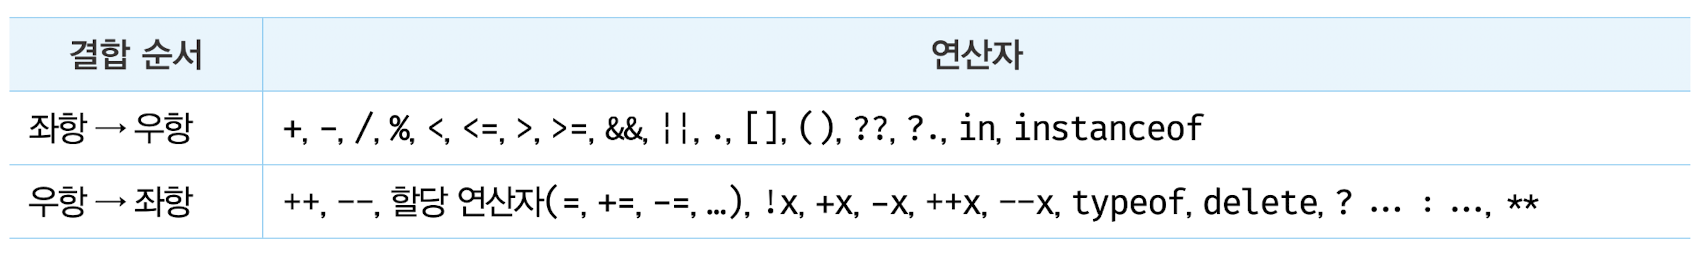 결합 순서 연산자
좌항 → 우항 +, -, /, %, <, <=, >, >=, &&, ||, ., [], (), ??, ?., in, instanceof
우항 → 좌항 ++, --, 할당 연산자(=, +=, -=, …), !x, +x, -x, ++x, --x, typeof, delete, ? ... : ..., **